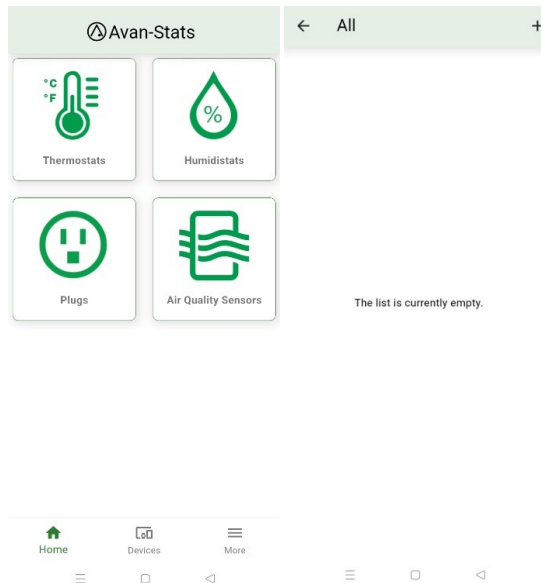 Avan-Stats
°C
°F
%
Thermostats
Humidistats
Plugs
Air Quality Sensors
Home
Devices
More
← All +
The list is currently empty.